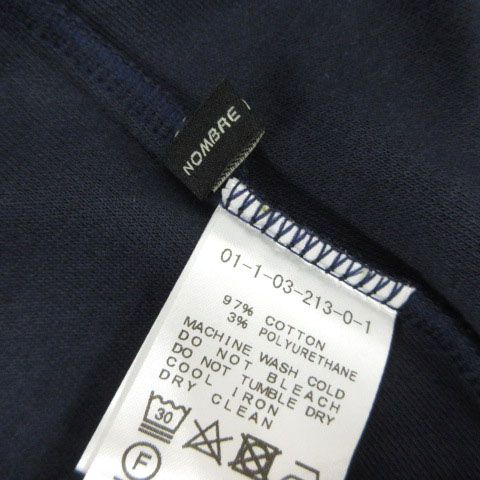 NOMBRE
01-1-03-213-0-1
97% COTTON
3% POLYURETHANE
MACHINE WASH COLD
DO NOT BLEACH
DO NOT TUMBLE DRY
COOL IRON
DRY CLEAN
30
F